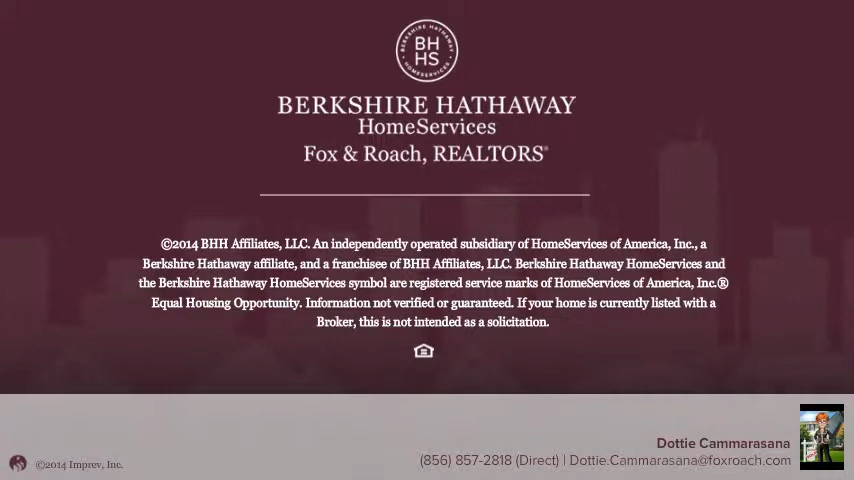 BERKSHIRE HATHAWAY HOMESERVICES
BH
HS
BERKSHIRE HATHAWAY
HomeServices
Fox & Roach, REALTORS®
©2014 BHH Affiliates, LLC. An independently operated subsidiary of HomeServices of America, Inc., a
Berkshire Hathaway affiliate, and a franchisee of BHH Affiliates, LLC. Berkshire Hathaway HomeServices and
the Berkshire Hathaway HomeServices symbol are registered service marks of HomeServices of America, Inc.®
Equal Housing Opportunity. Information not verified or guaranteed. If your home is currently listed with a
Broker, this is not intended as a solicitation.
Dottie Cammarasana
(856) 857-2818 (Direct) | Dottie.Cammarasana@foxroach.com
©2014 Imprev, Inc.